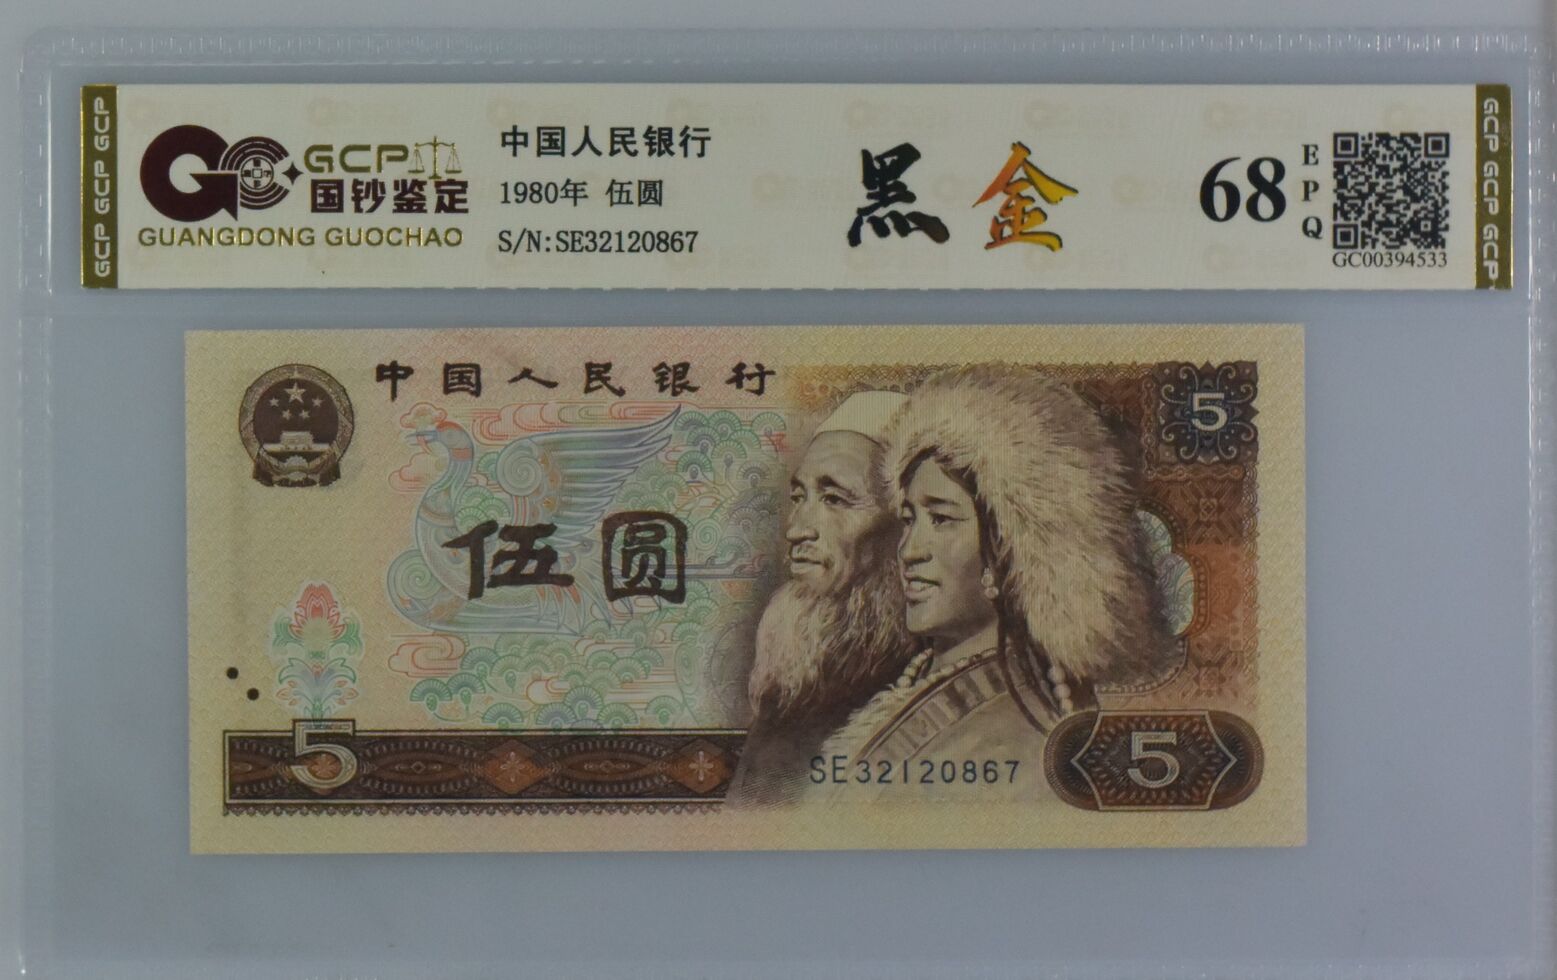 GCP GCP GCP
GCP
国钞鉴定
GUANGDONG GUOCHAO
中国人民银行
1980年 伍圆
S/N:SE32120867
黑金
68
EPQ
GC00394533
GCP GCP GCP
中国人民银行
5
伍圆
5
SE32120867
5